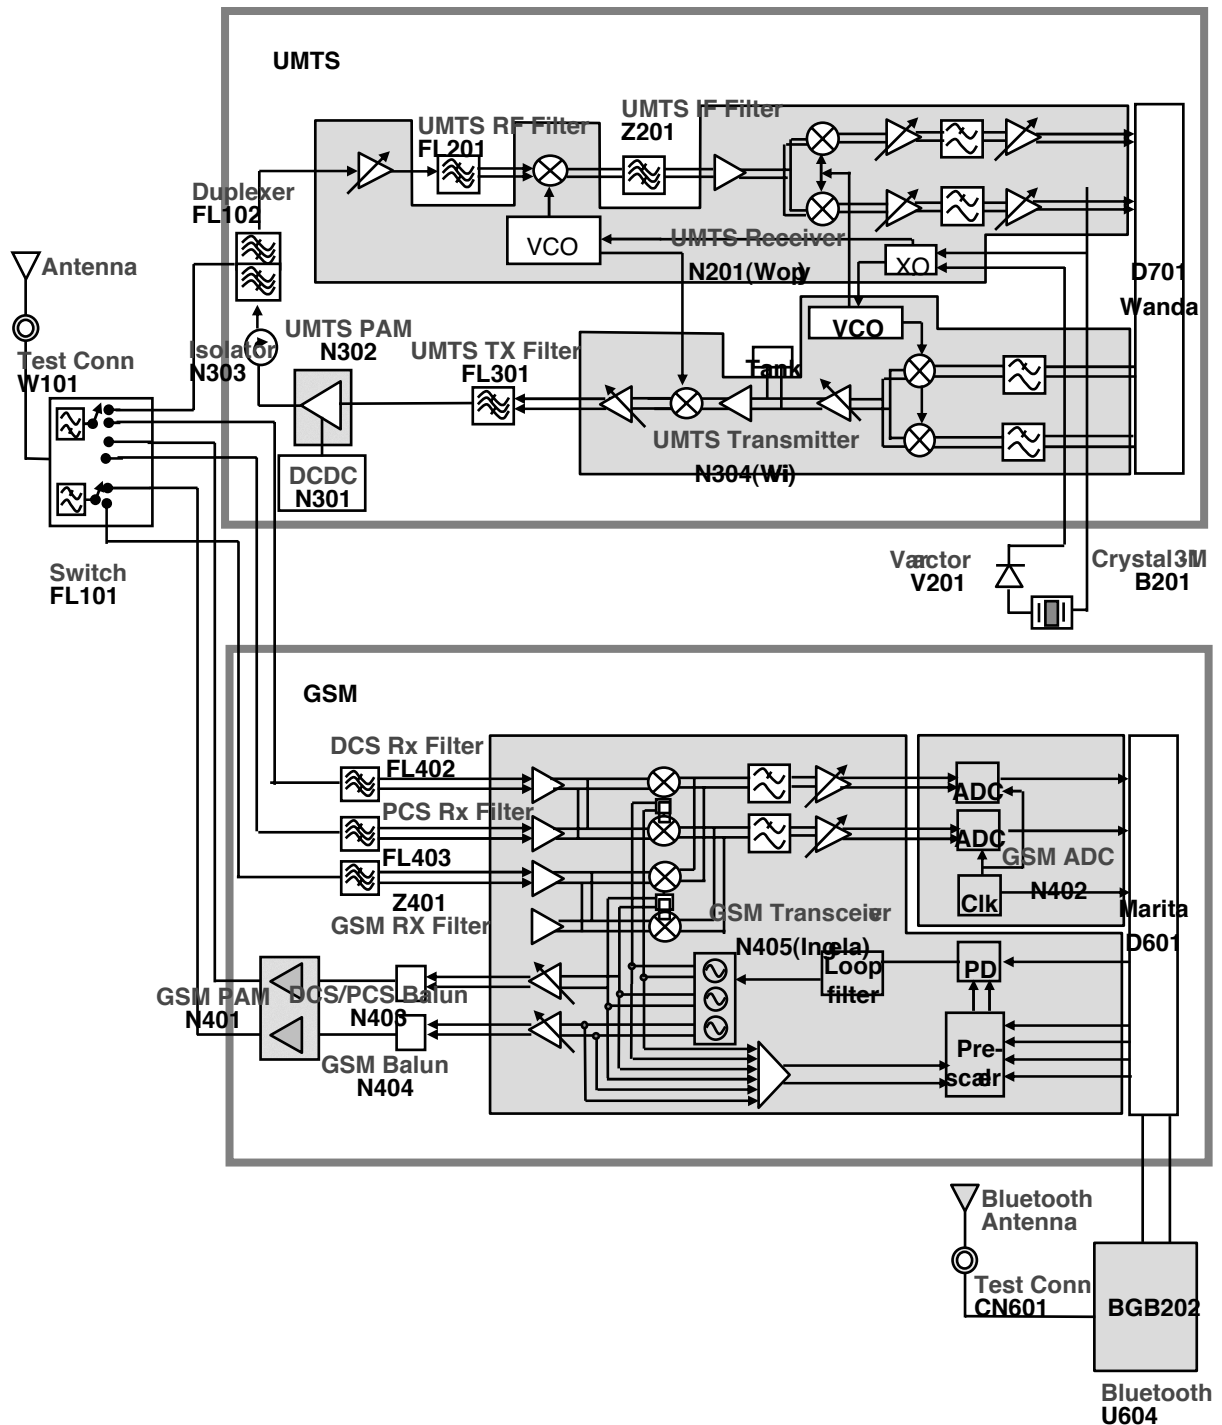 UMTS
UMTS IF Filter
Z201
UMTS RF Filter
FL201
Duplexer
FL102
VCO
UMTS Receiver
N201(Wopy)
XO
D701
Wanda
Antenna
VCO
UMTS PAM
N302
Isolator
N303
UMTS TX Filter
FL301
Tank
Test Conn
W101
UMTS Transmitter
N304(Wi)
DCDC
N301
Switch
FL101
Varactor
V201
B201
GSM
DCS Rx Filter
FL402
ADC
PCS Rx Filter
FL403
ADC
GSM ADC
N402
Z401
GSM RX Filter
Clk
GSM Transceiver
N405(Ingela)
Marita
D601
Loop
filter
PD
GSM PAM
N401
DCS/PCS Balun
N403
GSM Balun
N404
Pre-
scaler
Bluetooth
Antenna
Test Conn
CN601
BGB202
Bluetooth
U604